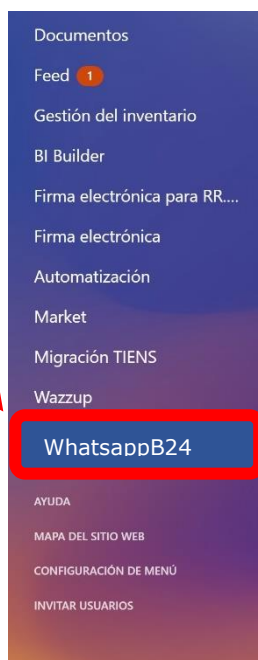 Documentos
Feed 1
Gestión del inventario
BI Builder
Firma electrónica para RR....
Firma electrónica
Automatización
Market
Migración TIENS
Wazzup
WhatsappB24
AYUDA
MAPA DEL SITIO WEB
CONFIGURACIÓN DE MENÚ
INVITAR USUARIOS